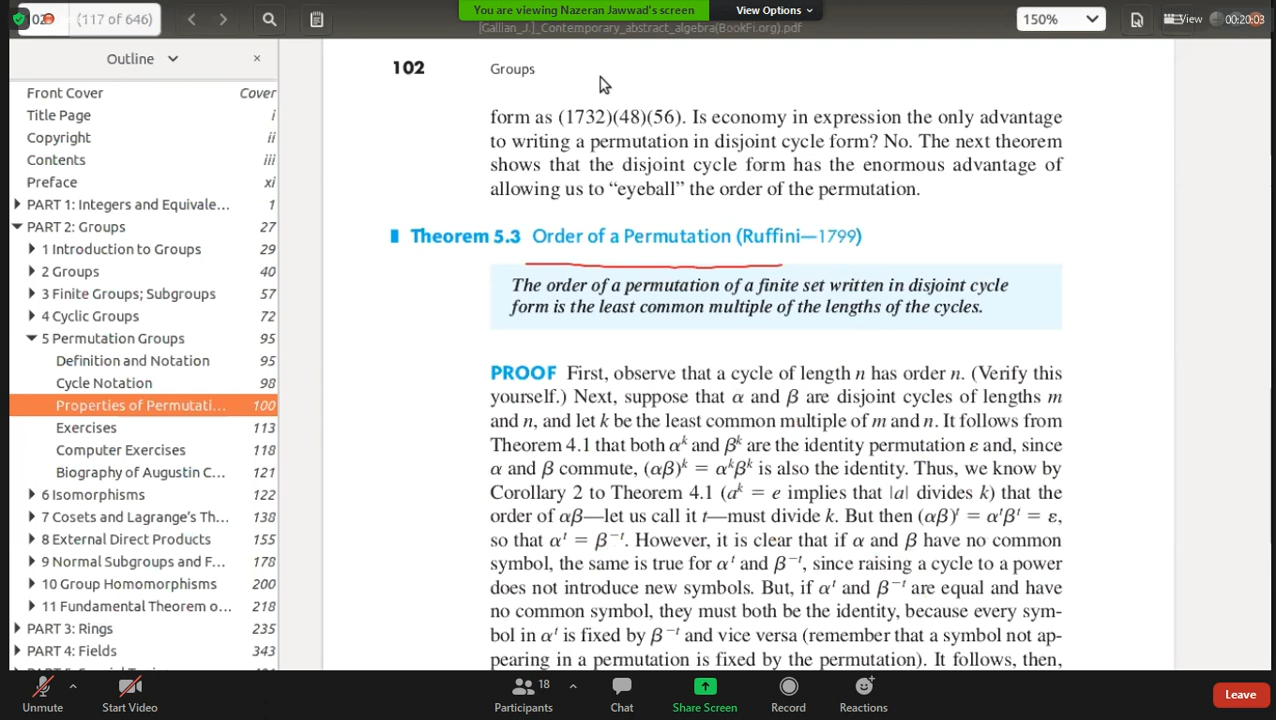 02
(117 of 646)
You are viewing Nazeran Jawwad's screen
View Options
[Gallian_J.]_Contemporary_abstract_algebra(BookFi.org).pdf
150%
View
00:20:03
Outline
Front Cover Cover
Title Page i
Copyright ii
Contents iii
Preface xi
PART 1: Integers and Equivale... 1
PART 2: Groups 27
1 Introduction to Groups 29
2 Groups 40
3 Finite Groups; Subgroups 57
4 Cyclic Groups 72
5 Permutation Groups 95
Definition and Notation 95
Cycle Notation 98
Properties of Permutati... 100
Exercises 113
Computer Exercises 118
Biography of Augustin C... 121
6 Isomorphisms 122
7 Cosets and Lagrange's Th... 138
8 External Direct Products 155
9 Normal Subgroups and F... 178
10 Group Homomorphisms 200
11 Fundamental Theorem o... 218
PART 3: Rings 235
PART 4: Fields 343
102 Groups
form as (1732)(48)(56). Is economy in expression the only advantage
to writing a permutation in disjoint cycle form? No. The next theorem
shows that the disjoint cycle form has the enormous advantage of
allowing us to “eyeball” the order of the permutation.
Theorem 5.3 Order of a Permutation (Ruffini—1799)
The order of a permutation of a finite set written in disjoint cycle
form is the least common multiple of the lengths of the cycles.
PROOF First, observe that a cycle of length n has order n. (Verify this
yourself.) Next, suppose that α and β are disjoint cycles of lengths m
and n, and let k be the least common multiple of m and n. It follows from
Theorem 4.1 that both αᵏ and βᵏ are the identity permutation ε and, since
α and β commute, (αβ)ᵏ = αᵏβᵏ is also the identity. Thus, we know by
Corollary 2 to Theorem 4.1 (aᵏ = e implies that |a| divides k) that the
order of αβ—let us call it t—must divide k. But then (αβ)ᵗ = αᵗβᵗ = ε,
so that αᵗ = β⁻ᵗ. However, it is clear that if α and β have no common
symbol, the same is true for αᵗ and β⁻ᵗ, since raising a cycle to a power
does not introduce new symbols. But, if αᵗ and β⁻ᵗ are equal and have
no common symbol, they must both be the identity, because every sym-
bol in αᵗ is fixed by β⁻ᵗ and vice versa (remember that a symbol not ap-
pearing in a permutation is fixed by the permutation). It follows, then,
Unmute
Start Video
18
Participants
Chat
Share Screen
Record
Reactions
Leave